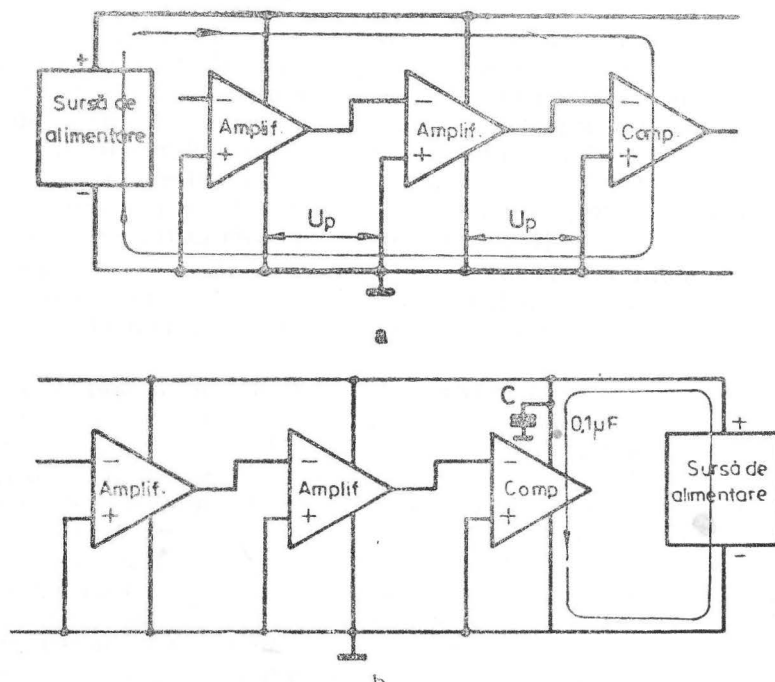 +
Sursă de
alimentare
-
-
Amplif.
+
-
Amplif.
+
-
Comp
+
Up
Up
a
C
0,1µF
-
Amplif.
+
-
Amplif
+
-
Comp
+
+
Sursă de
alimentare
-
b